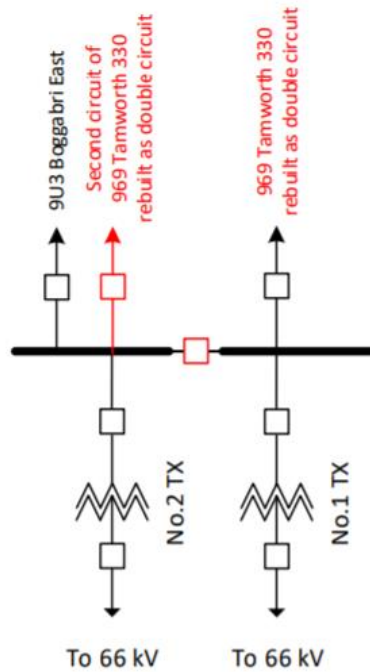 9U3 Boggabri East
Second circuit of
969 Tamworth 330
rebuilt as double circuit
969 Tamworth 330
rebuilt as double circuit
No.2 TX
No.1 TX
To 66 kV
To 66 kV